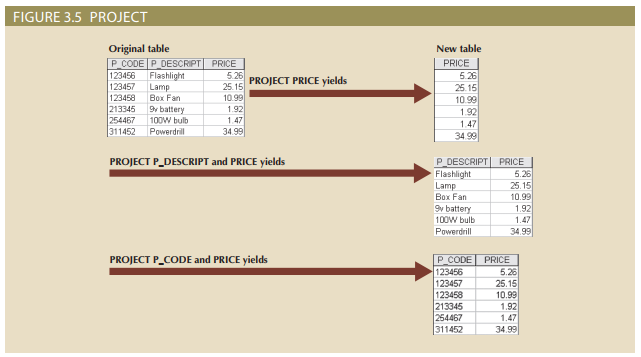 FIGURE 3.5 PROJECT
Original table
P_CODE P_DESCRIPT PRICE
123456 Flashlight 5.26
123457 Lamp 25.15
123458 Box Fan 10.99
213345 9v battery 1.92
254467 100W bulb 1.47
311452 Powerdrill 34.99
PROJECT PRICE yields
New table
PRICE
5.26
25.15
10.99
1.92
1.47
34.99
PROJECT P_DESCRIPT and PRICE yields
P_DESCRIPT PRICE
Flashlight 5.26
Lamp 25.15
Box Fan 10.99
9v battery 1.92
100W bulb 1.47
Powerdrill 34.99
PROJECT P_CODE and PRICE yields
P_CODE PRICE
123456 5.26
123457 25.15
123458 10.99
213345 1.92
254467 1.47
311452 34.99